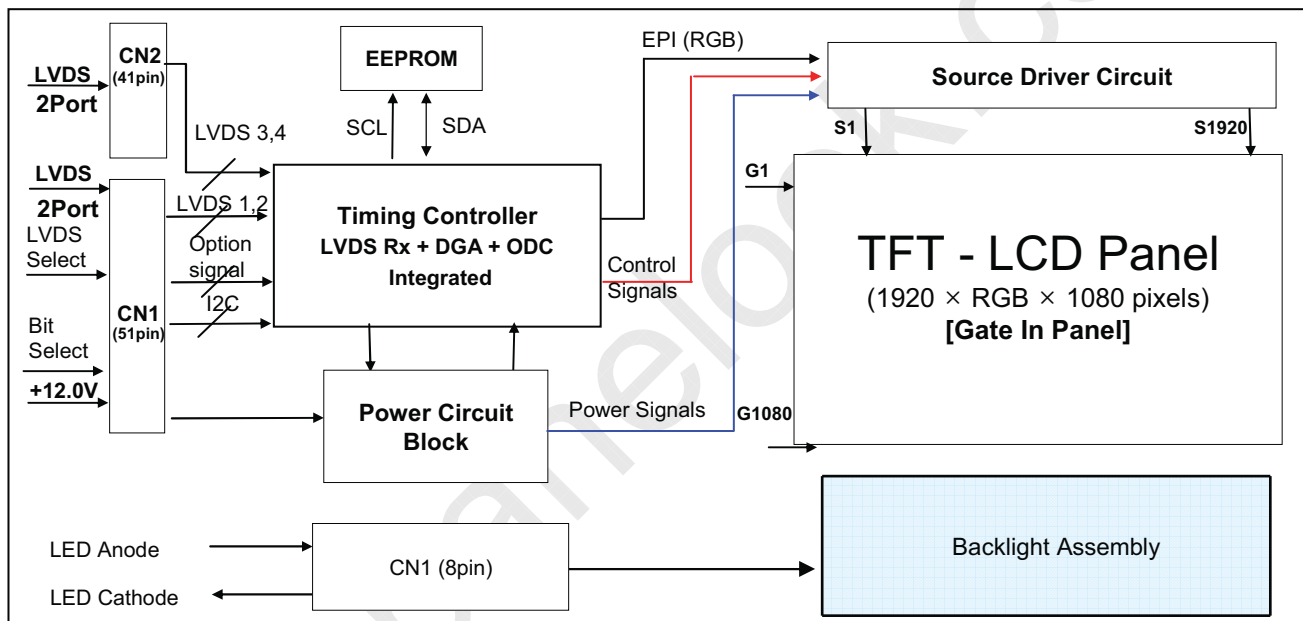 CN2
(41pin)
LVDS
2Port
EEPROM
SCL
SDA
LVDS 3,4
EPI (RGB)
Source Driver Circuit
S1
S1920
LVDS
2Port
LVDS
Select
Bit
Select
+12.0V
CN1
(51pin)
LVDS 1,2
Option
signal
I2C
Timing Controller
LVDS Rx + DGA + ODC
Integrated
Control
Signals
G1
TFT - LCD Panel
(1920 × RGB × 1080 pixels)
[Gate In Panel]
Power Circuit
Block
Power Signals
G1080
LED Anode
LED Cathode
CN1 (8pin)
Backlight Assembly